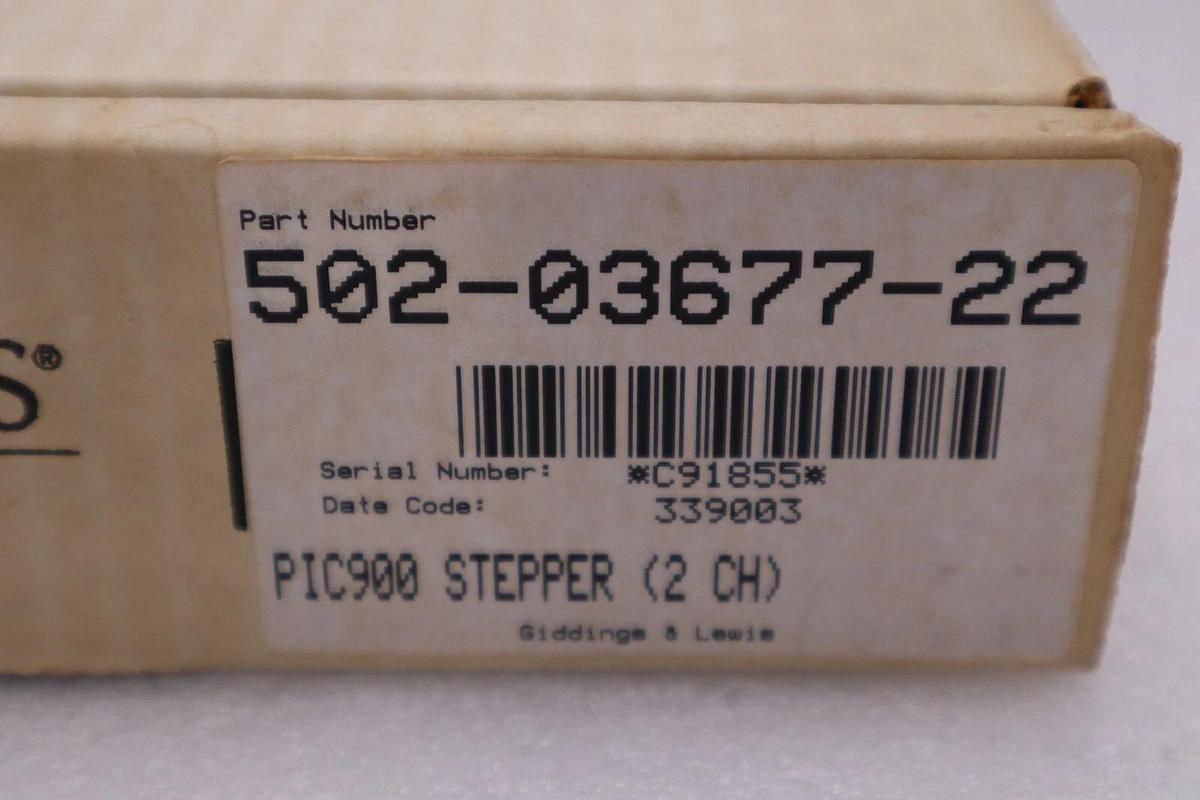 Part Number
502-03677-22
S®
Serial Number: *C91855*
Date Code: 339003
PIC900 STEPPER (2 CH)
Giddings & Lewis